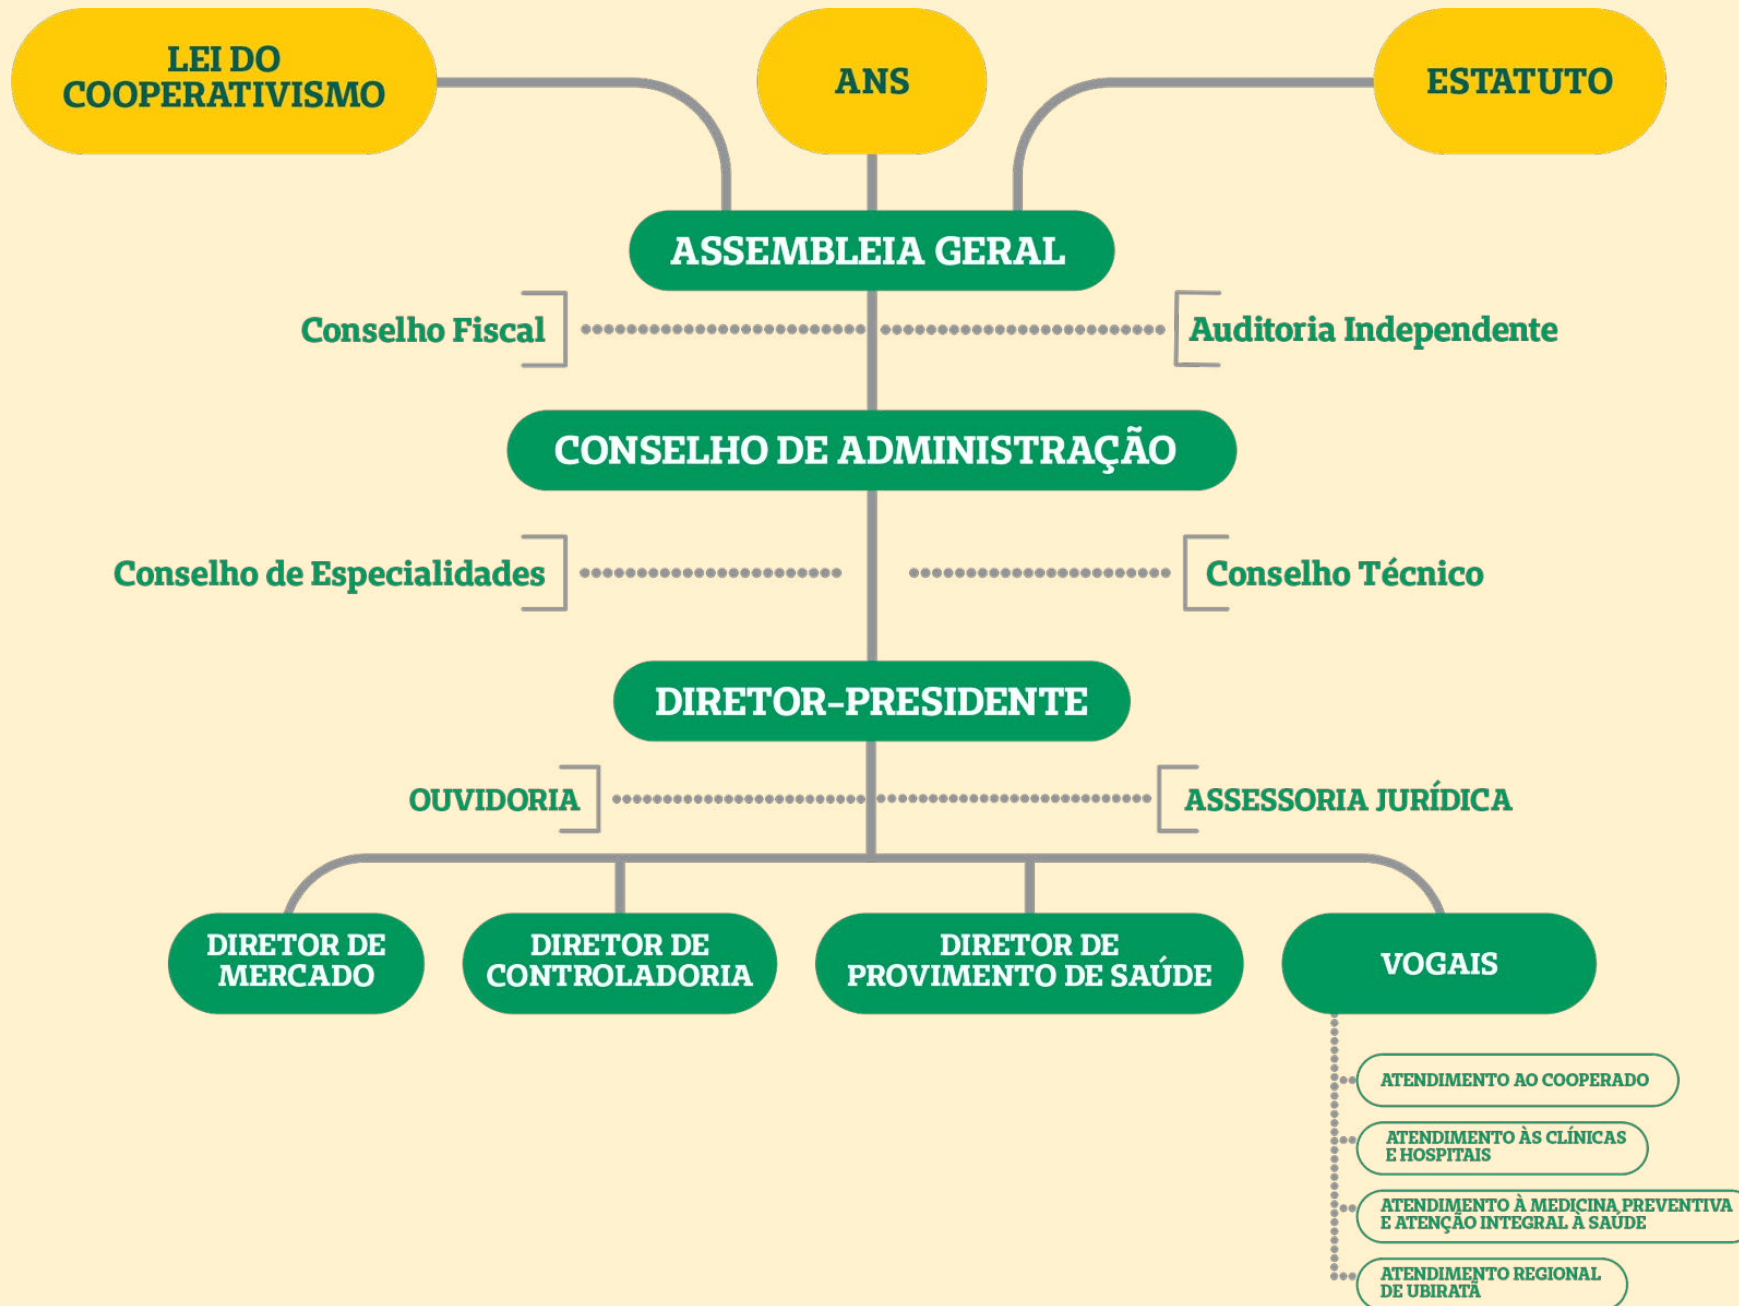 LEI DO
COOPERATIVISMO
ANS
ESTATUTO
ASSEMBLEIA GERAL
Conselho Fiscal
Auditoria Independente
CONSELHO DE ADMINISTRAÇÃO
Conselho de Especialidades
Conselho Técnico
DIRETOR-PRESIDENTE
OUVIDORIA
ASSESSORIA JURÍDICA
DIRETOR DE
MERCADO
DIRETOR DE
CONTROLADORIA
DIRETOR DE
PROVIMENTO DE SAÚDE
VOGAIS
ATENDIMENTO AO COOPERADO
ATENDIMENTO ÀS CLÍNICAS
E HOSPITAIS
ATENDIMENTO À MEDICINA PREVENTIVA
E ATENÇÃO INTEGRAL À SAÚDE
ATENDIMENTO REGIONAL
DE UBIRATÃ